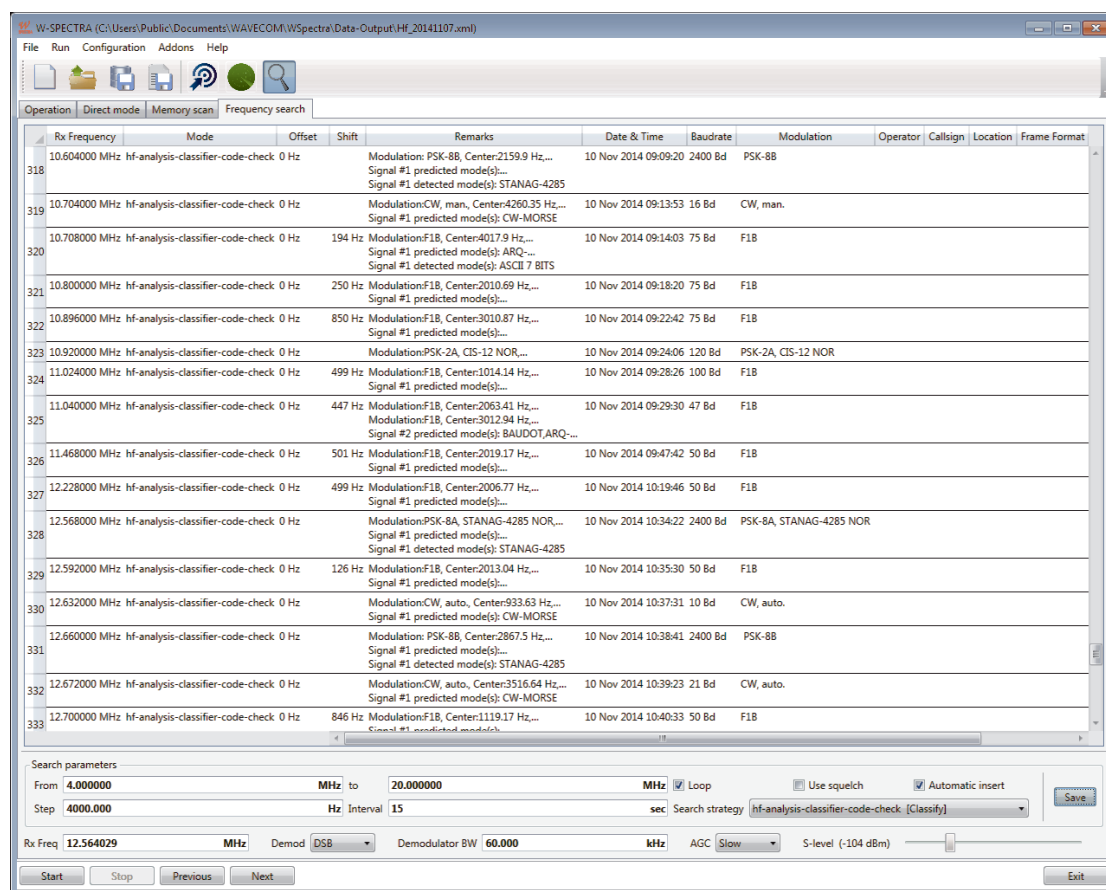 W-SPECTRA (C:\Users\Public\Documents\WAVECOM\WSpectra\Data-Output\Hf_20141107.xml)
File Run Configuration Addons Help
Operation Direct mode Memory scan Frequency search
Rx Frequency Mode Offset Shift Remarks Date & Time Baudrate Modulation Operator Callsign Location Frame Format
318 10.604000 MHz hf-analysis-classifier-code-check 0 Hz Modulation: PSK-8B, Center:2159.9 Hz,... 10 Nov 2014 09:09:20 2400 Bd PSK-8B
Signal #1 predicted mode(s):...
Signal #1 detected mode(s): STANAG-4285
319 10.704000 MHz hf-analysis-classifier-code-check 0 Hz Modulation:CW, man., Center:4260.35 Hz,... 10 Nov 2014 09:13:53 16 Bd CW, man.
Signal #1 predicted mode(s): CW-MORSE
320 10.708000 MHz hf-analysis-classifier-code-check 0 Hz 194 Hz Modulation:F1B, Center:4017.9 Hz,... 10 Nov 2014 09:14:03 75 Bd F1B
Signal #1 predicted mode(s): ARQ-...
Signal #1 detected mode(s): ASCII 7 BITS
321 10.800000 MHz hf-analysis-classifier-code-check 0 Hz 250 Hz Modulation:F1B, Center:2010.69 Hz,... 10 Nov 2014 09:18:20 75 Bd F1B
Signal #1 predicted mode(s):...
322 10.896000 MHz hf-analysis-classifier-code-check 0 Hz 850 Hz Modulation:F1B, Center:3010.87 Hz,... 10 Nov 2014 09:22:42 75 Bd F1B
Signal #1 predicted mode(s):...
323 10.920000 MHz hf-analysis-classifier-code-check 0 Hz Modulation:PSK-2A, CIS-12 NOR,... 10 Nov 2014 09:24:06 120 Bd PSK-2A, CIS-12 NOR
324 11.024000 MHz hf-analysis-classifier-code-check 0 Hz 499 Hz Modulation:F1B, Center:1014.14 Hz,... 10 Nov 2014 09:28:26 100 Bd F1B
Signal #1 predicted mode(s):...
325 11.040000 MHz hf-analysis-classifier-code-check 0 Hz 447 Hz Modulation:F1B, Center:2063.41 Hz,... 10 Nov 2014 09:29:30 47 Bd F1B
Modulation:F1B, Center:3012.94 Hz,...
Signal #2 predicted mode(s): BAUDOT,ARQ-...
326 11.468000 MHz hf-analysis-classifier-code-check 0 Hz 501 Hz Modulation:F1B, Center:2019.17 Hz,... 10 Nov 2014 09:47:42 50 Bd F1B
Signal #1 predicted mode(s):...
327 12.228000 MHz hf-analysis-classifier-code-check 0 Hz 499 Hz Modulation:F1B, Center:2006.77 Hz,... 10 Nov 2014 10:19:46 50 Bd F1B
Signal #1 predicted mode(s):...
328 12.568000 MHz hf-analysis-classifier-code-check 0 Hz Modulation:PSK-8A, STANAG-4285 NOR,... 10 Nov 2014 10:34:22 2400 Bd PSK-8A, STANAG-4285 NOR
Signal #1 predicted mode(s):...
Signal #1 detected mode(s): STANAG-4285
329 12.592000 MHz hf-analysis-classifier-code-check 0 Hz 126 Hz Modulation:F1B, Center:2013.04 Hz,... 10 Nov 2014 10:35:30 50 Bd F1B
Signal #1 predicted mode(s):...
330 12.632000 MHz hf-analysis-classifier-code-check 0 Hz Modulation:CW, auto., Center:933.63 Hz,... 10 Nov 2014 10:37:31 10 Bd CW, auto.
Signal #1 predicted mode(s): CW-MORSE
331 12.660000 MHz hf-analysis-classifier-code-check 0 Hz Modulation: PSK-8B, Center:2867.5 Hz,... 10 Nov 2014 10:38:41 2400 Bd PSK-8B
Signal #1 predicted mode(s):...
Signal #1 detected mode(s): STANAG-4285
332 12.672000 MHz hf-analysis-classifier-code-check 0 Hz Modulation:CW, auto., Center:3516.64 Hz,... 10 Nov 2014 10:39:23 21 Bd CW, auto.
Signal #1 predicted mode(s): CW-MORSE
333 12.700000 MHz hf-analysis-classifier-code-check 0 Hz 846 Hz Modulation:F1B, Center:1119.17 Hz,... 10 Nov 2014 10:40:33 50 Bd F1B
Signal #1 predicted mode(s):...
Search parameters
From 4.000000 MHz to 20.000000 MHz Loop Use squelch Automatic insert
Step 4000.000 Hz Interval 15 sec Search strategy hf-analysis-classifier-code-check [Classify] Save
Rx Freq 12.564029 MHz Demod DSB Demodulator BW 60.000 kHz AGC Slow S-level (-104 dBm)
Start Stop Previous Next Exit